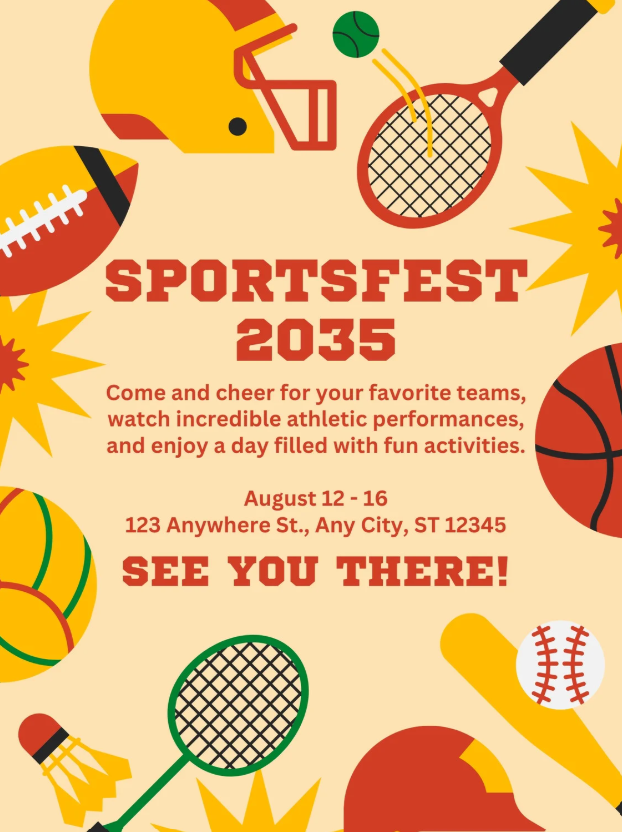 SPORTSFEST
2035
Come and cheer for your favorite teams,
watch incredible athletic performances,
and enjoy a day filled with fun activities.
August 12 - 16
123 Anywhere St., Any City, ST 12345
SEE YOU THERE!